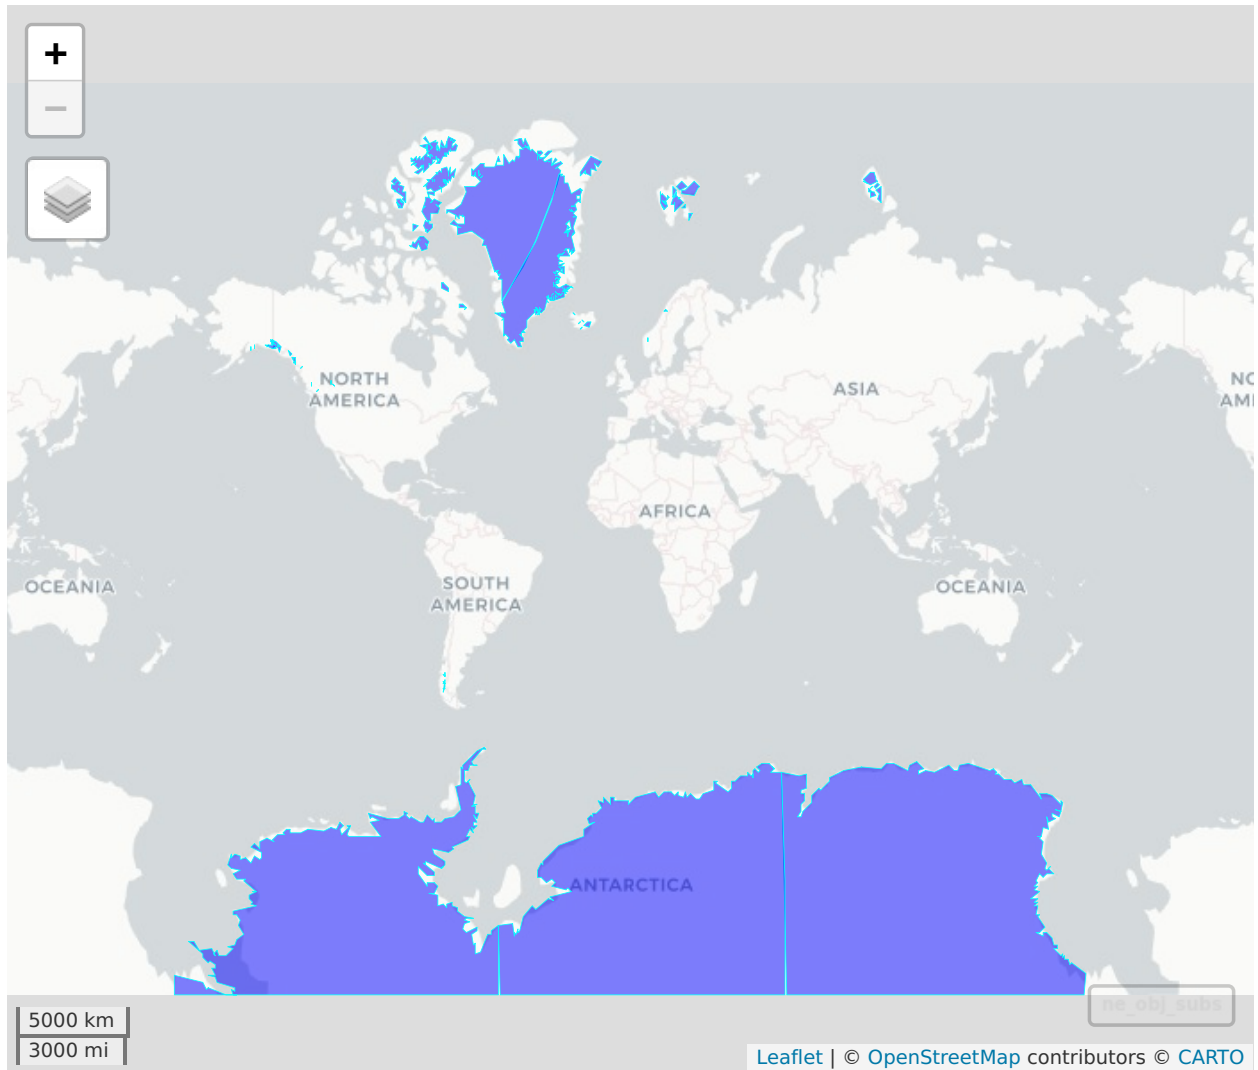 +
−
NORTH
AMERICA
ASIA
NO
AM
AFRICA
OCEANIA
SOUTH
AMERICA
OCEANIA
ANTARCTICA
ne_obj_subs
5000 km
3000 mi
Leaflet | © OpenStreetMap contributors © CARTO